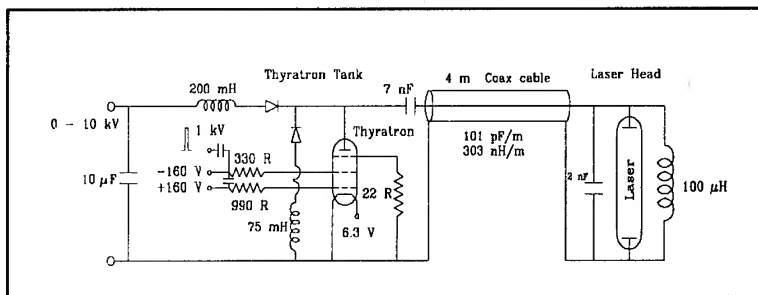 200 mH
Thyratron Tank
7 nF
4 m Coax cable
Laser Head
0 - 10 kV
1 kV
Thyratron
101 pF/m
303 nH/m
10 μF
-160 V
330 R
+160 V
990 R
22 R
2 nF
Laser
100 μH
75 mH
6.3 V